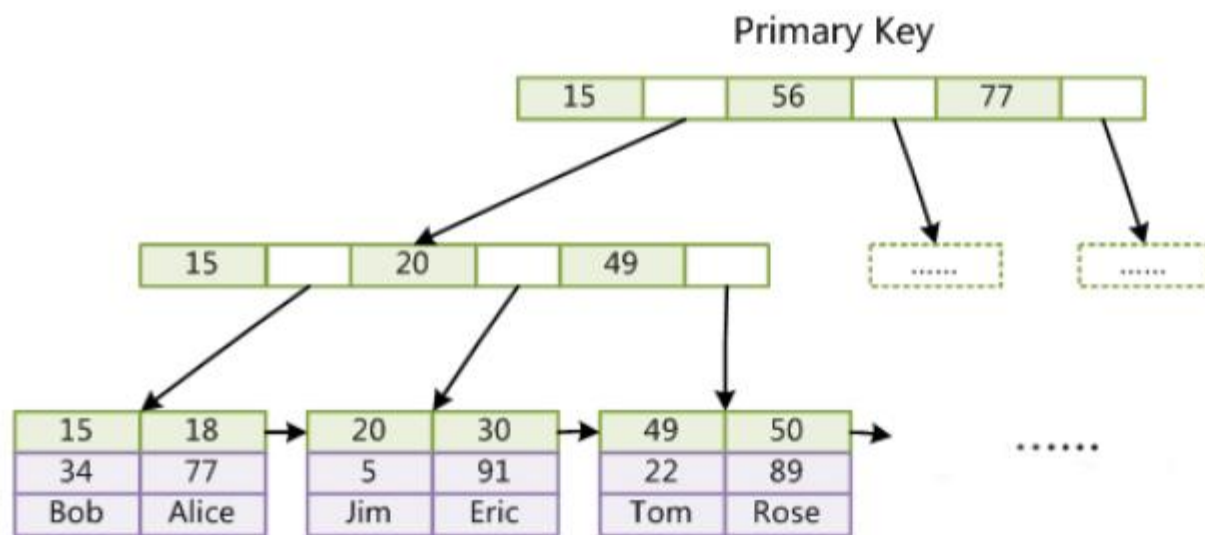 Primary Key
15 56 77
15 20 49
...... ......
15 18 20 30 49 50
......
34 77 5 91 22 89
Bob Alice Jim Eric Tom Rose